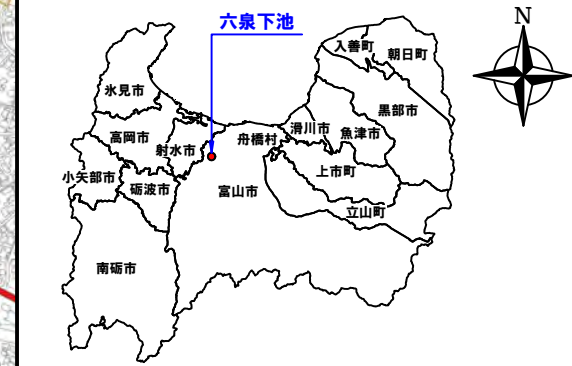 六泉下池
N
入善町
朝日町
氷見市
黒部市
高岡市
射水市
舟橋村
滑川市
魚津市
小矢部市
砺波市
富山市
上市町
立山町
南砺市